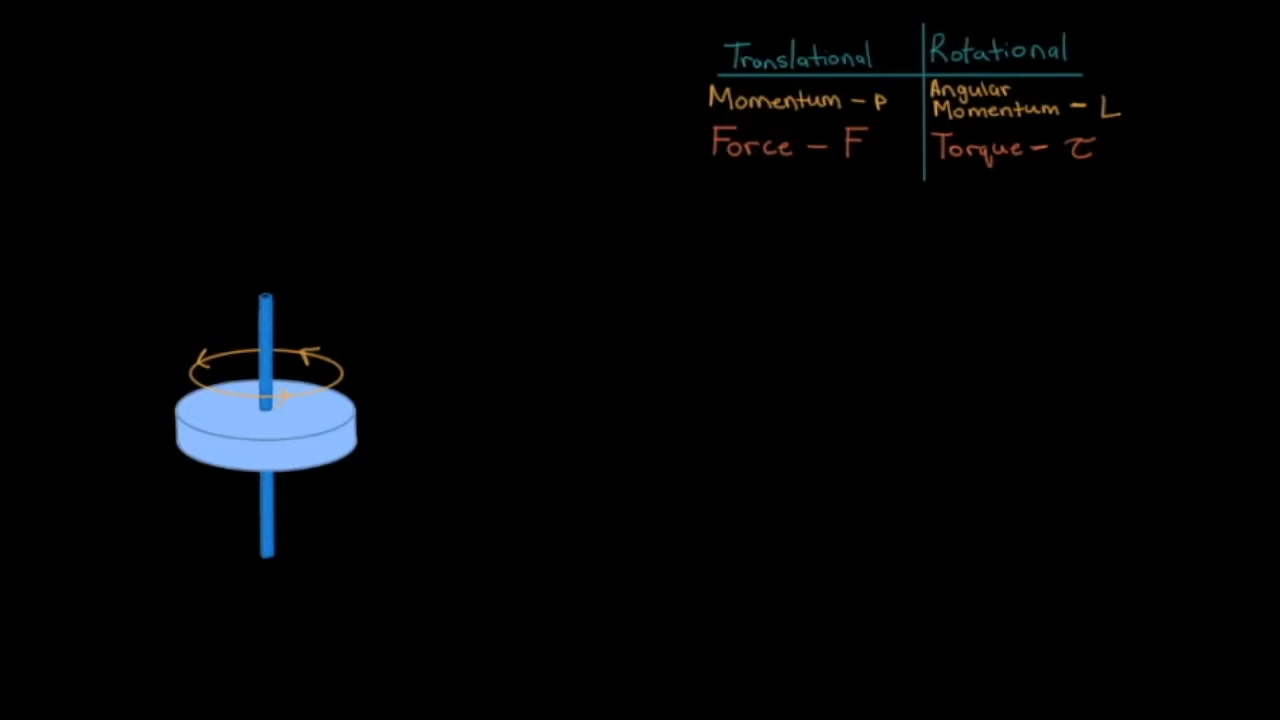 Translational Rotational
Momentum - p Angular Momentum - L
Force - F Torque - τ